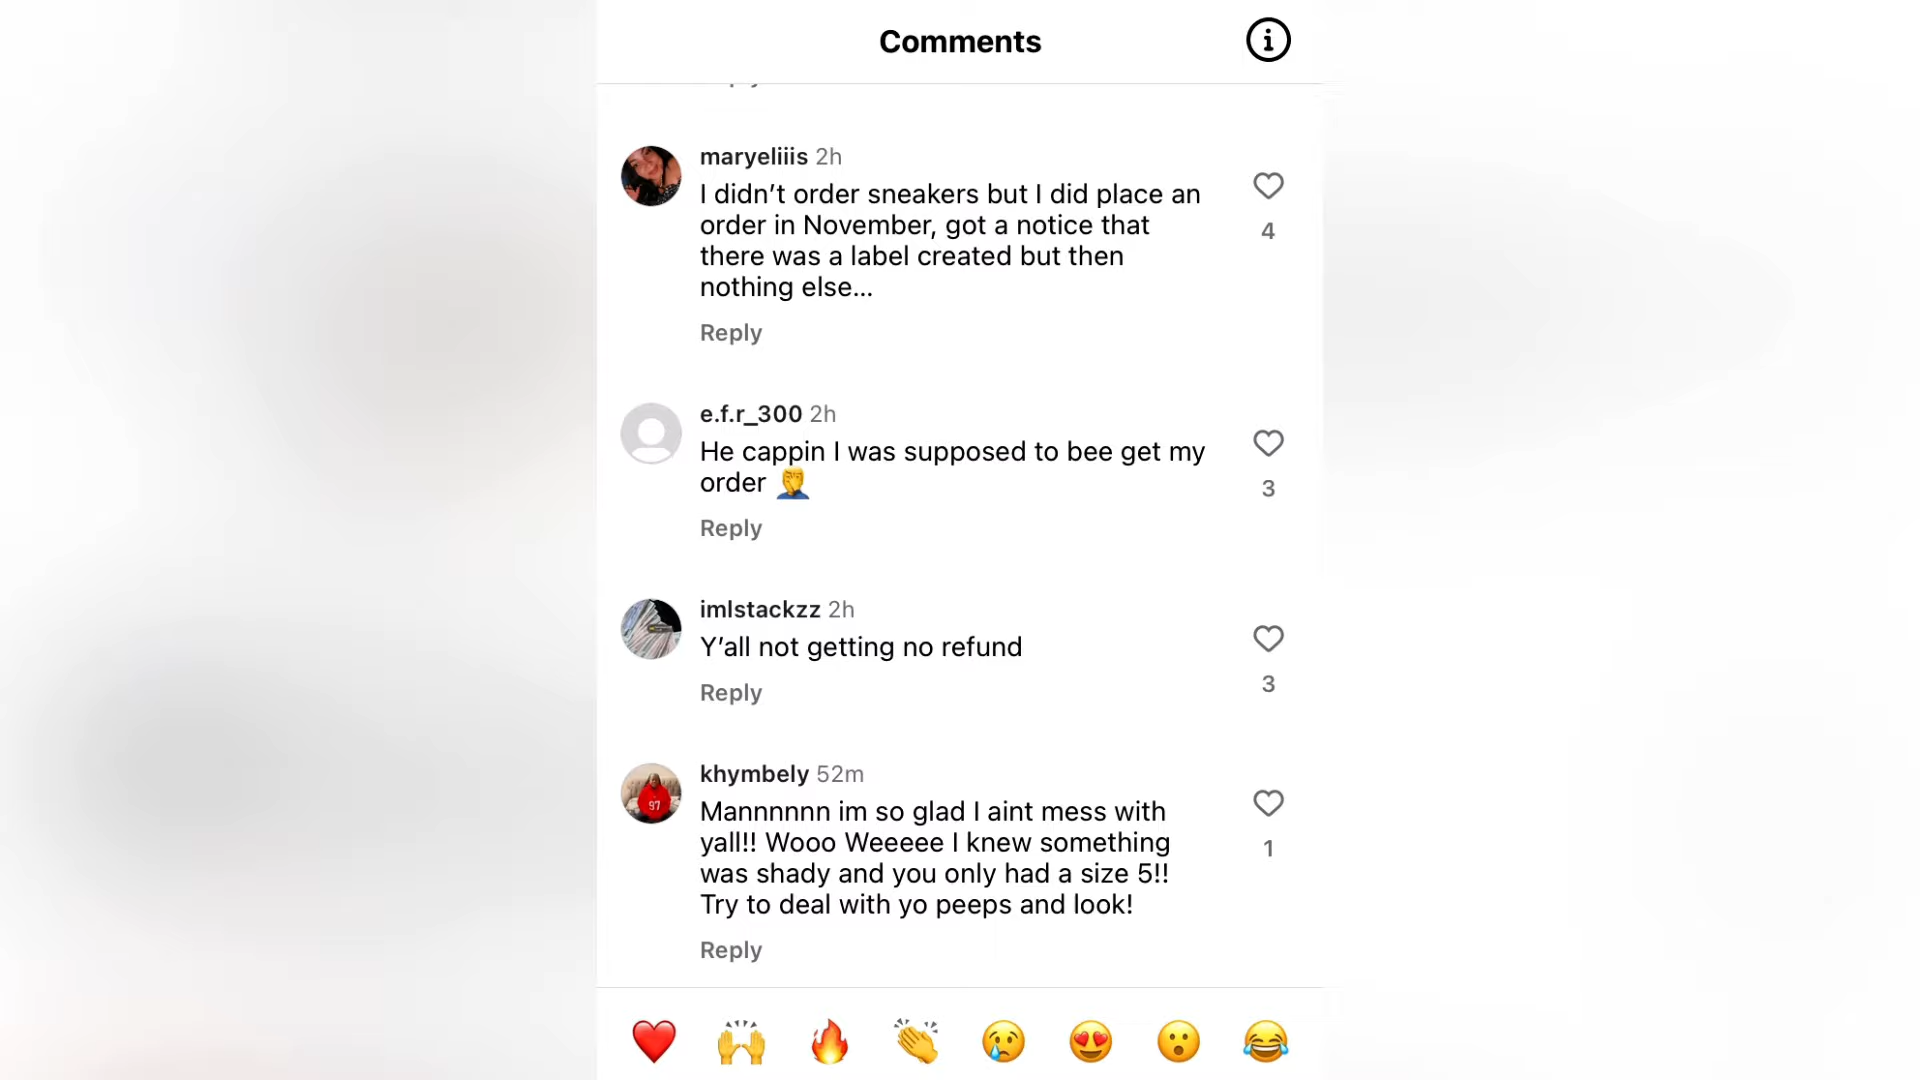 Comments
maryeliiis 2h
I didn’t order sneakers but I did place an
order in November, got a notice that
there was a label created but then
nothing else...
4
Reply
e.f.r_300 2h
He cappin I was supposed to bee get my
order 🤦‍♂️
3
Reply
imlstackzz 2h
Y’all not getting no refund
3
Reply
khymbely 52m
Mannnnnn im so glad I aint mess with
yall!! Wooo Weeeee I knew something
was shady and you only had a size 5!!
Try to deal with yo peeps and look!
1
Reply